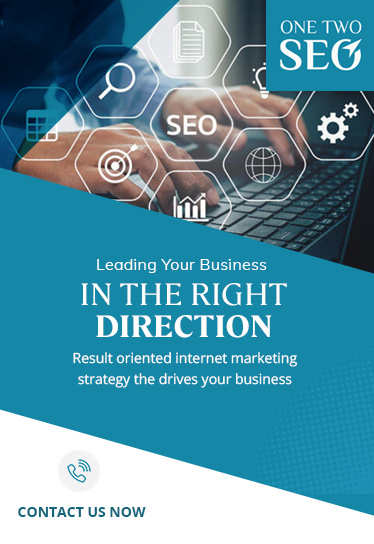 ONE TWO
SEO
SEO
Leading Your Business
IN THE RIGHT
DIRECTION
Result oriented internet marketing
strategy the drives your business
CONTACT US NOW